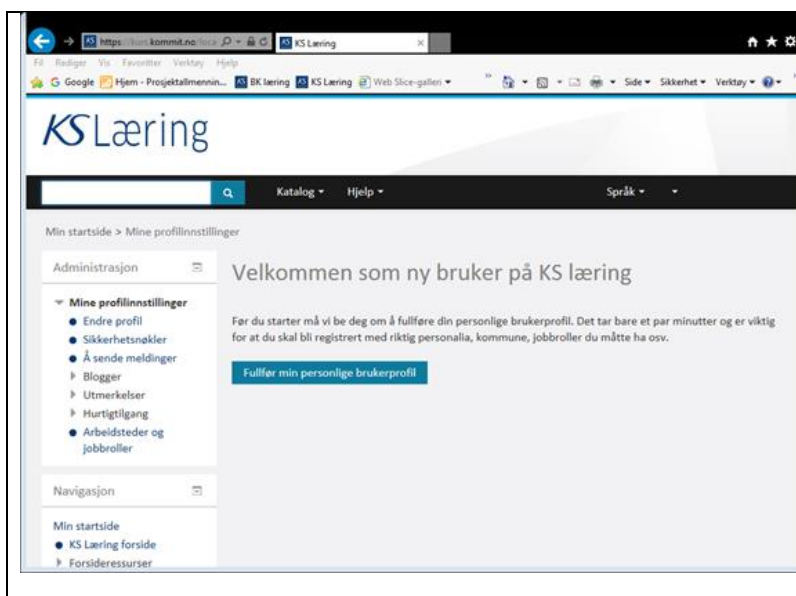 https://kurs.kommit.no/loca
KS Læring
Fil Rediger Vis Favoritter Verktøy Hjelp
Google Hjem - Prosjektallmennin... BK læring KS Læring Web Slice-galleri Side Sikkerhet Verktøy
KS Læring
Katalog Hjelp Språk
Min startside > Mine profilinnstillinger
Administrasjon
Mine profilinnstillinger
Endre profil
Sikkerhetsnøkler
Å sende meldinger
Blogger
Utmerkelser
Hurtigtilgang
Arbeidsteder og
jobbroller
Navigasjon
Min startside
KS Læring forside
Forsideressurser
Velkommen som ny bruker på KS læring
Før du starter må vi be deg om å fullføre din personlige brukerprofil. Det tar bare et par minutter og er viktig
for at du skal bli registrert med riktig personalia, kommune, jobbroller du måtte ha osv.
Fullfør min personlige brukerprofil